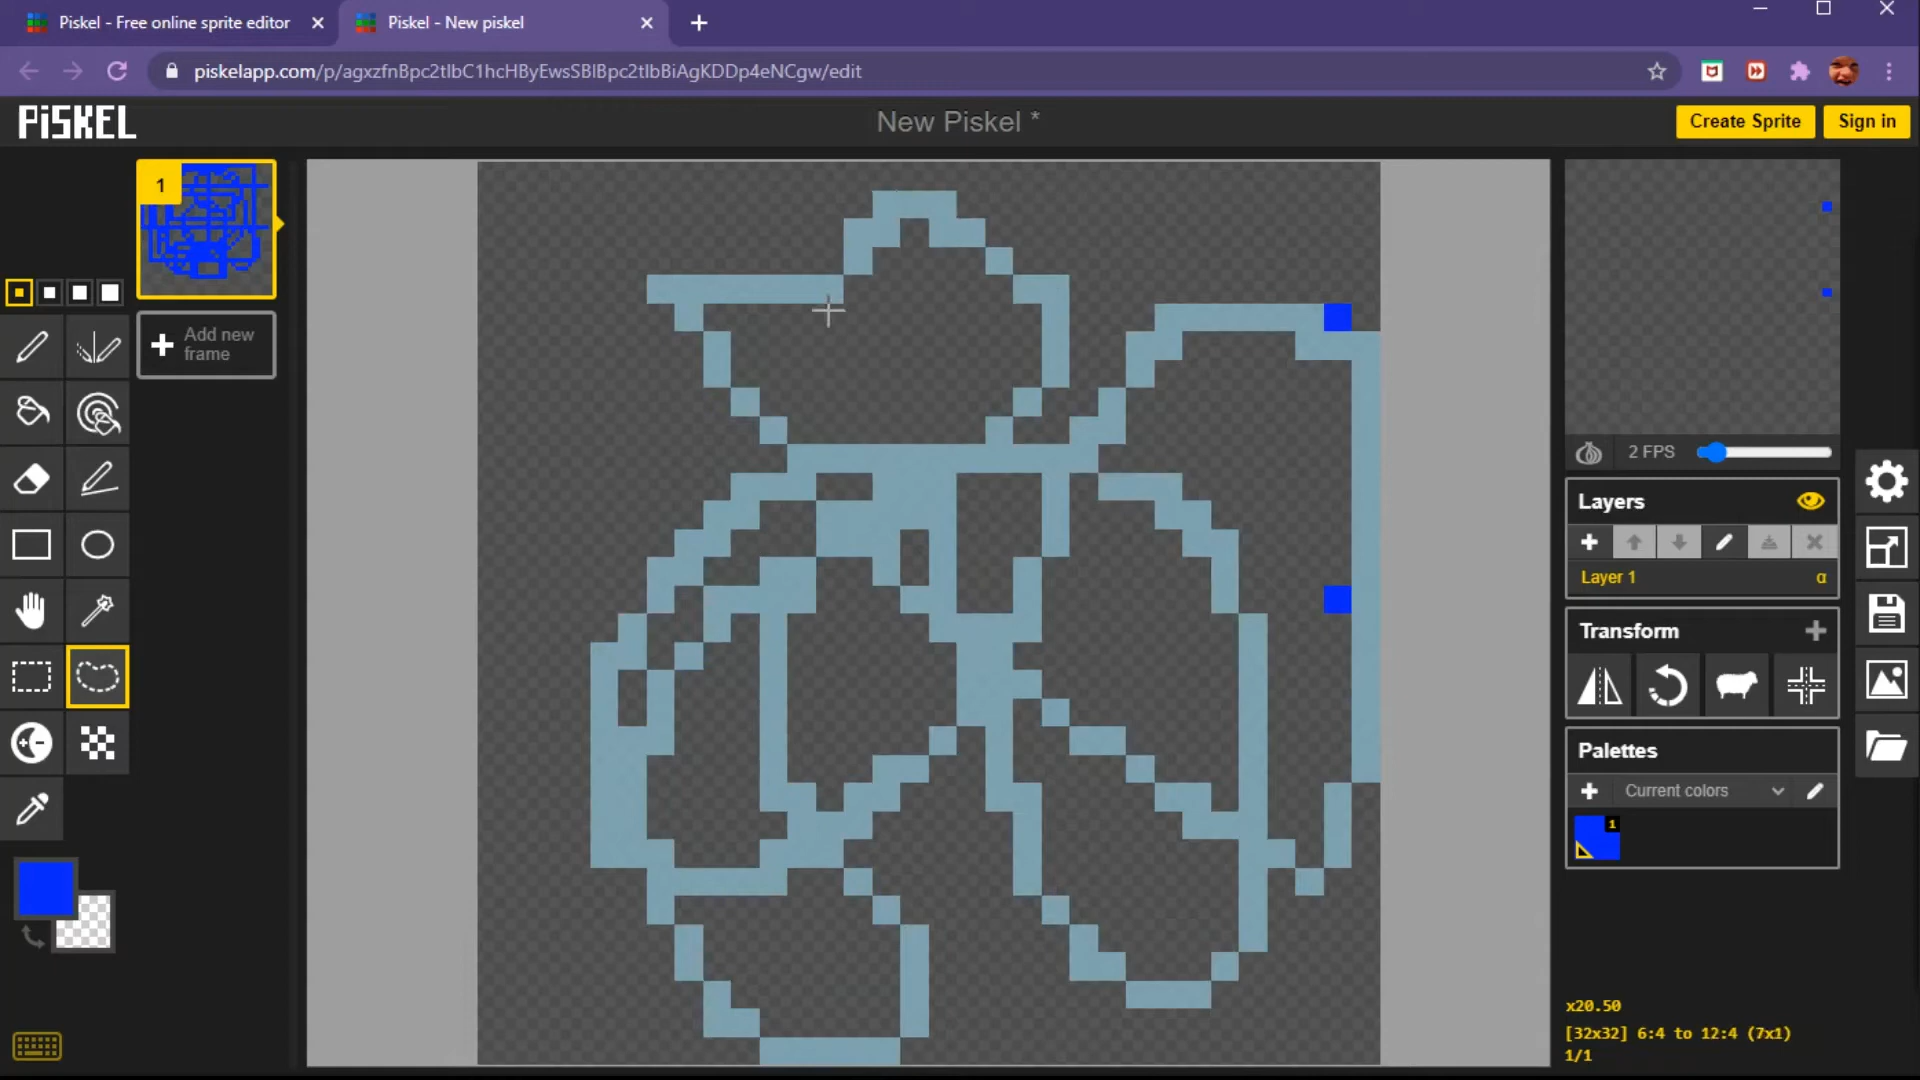 Piskel - Free online sprite editor
Piskel - New piskel
piskelapp.com/p/agxzfnBpc2tlbC1hcHByEwsSBlBpc2tlbBiAgKDDp4eNCgw/edit
PiSKEL
New Piskel *
Create Sprite
Sign in
1
Add new
frame
2 FPS
Layers
Layer 1
α
Transform
Palettes
Current colors
1
x20.50
[32x32] 6:4 to 12:4 (7x1)
1/1